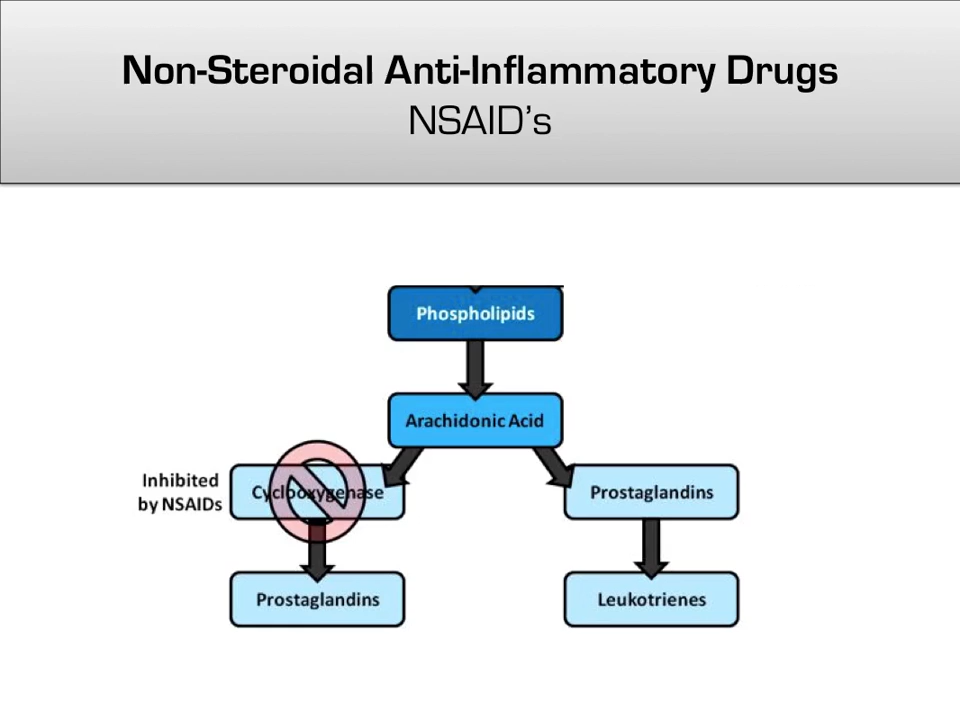 Non-Steroidal Anti-Inflammatory Drugs
NSAID's
Phospholipids
Arachidonic Acid
Inhibited
by NSAIDs
Cyclooxygenase
Prostaglandins
Prostaglandins
Leukotrienes